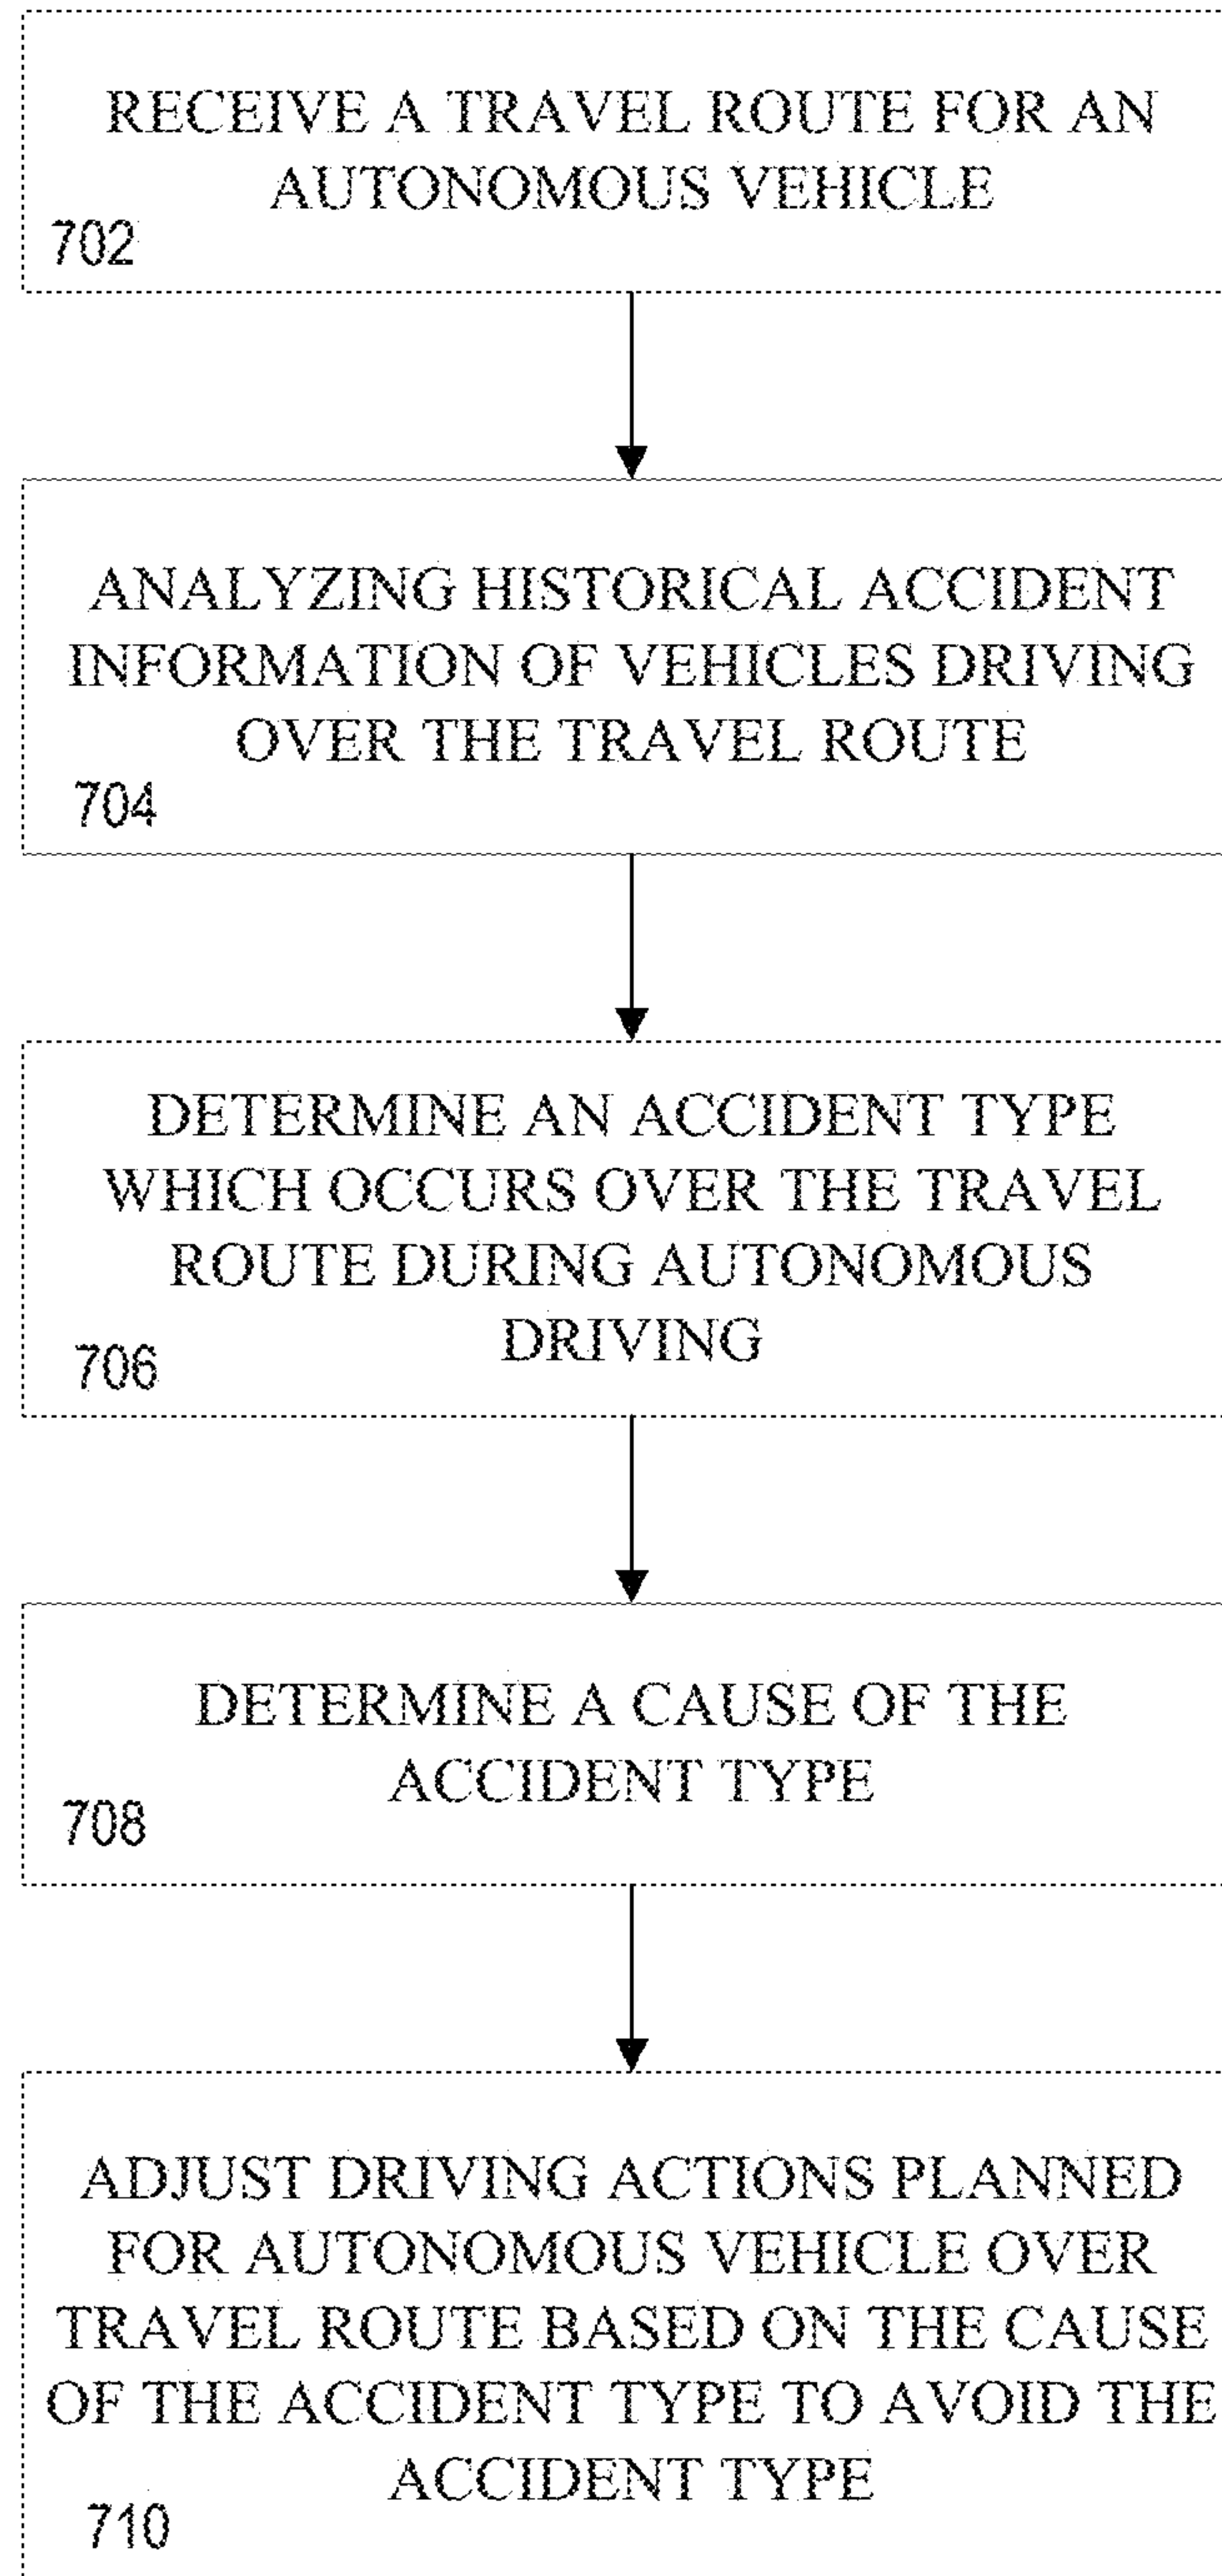 RECEIVE A TRAVEL ROUTE FOR AN
AUTONOMOUS VEHICLE
702
ANALYZING HISTORICAL ACCIDENT
INFORMATION OF VEHICLES DRIVING
OVER THE TRAVEL ROUTE
704
DETERMINE AN ACCIDENT TYPE
WHICH OCCURS OVER THE TRAVEL
ROUTE DURING AUTONOMOUS
DRIVING
706
DETERMINE A CAUSE OF THE
ACCIDENT TYPE
708
ADJUST DRIVING ACTIONS PLANNED
FOR AUTONOMOUS VEHICLE OVER
TRAVEL ROUTE BASED ON THE CAUSE
OF THE ACCIDENT TYPE TO AVOID THE
ACCIDENT TYPE
710